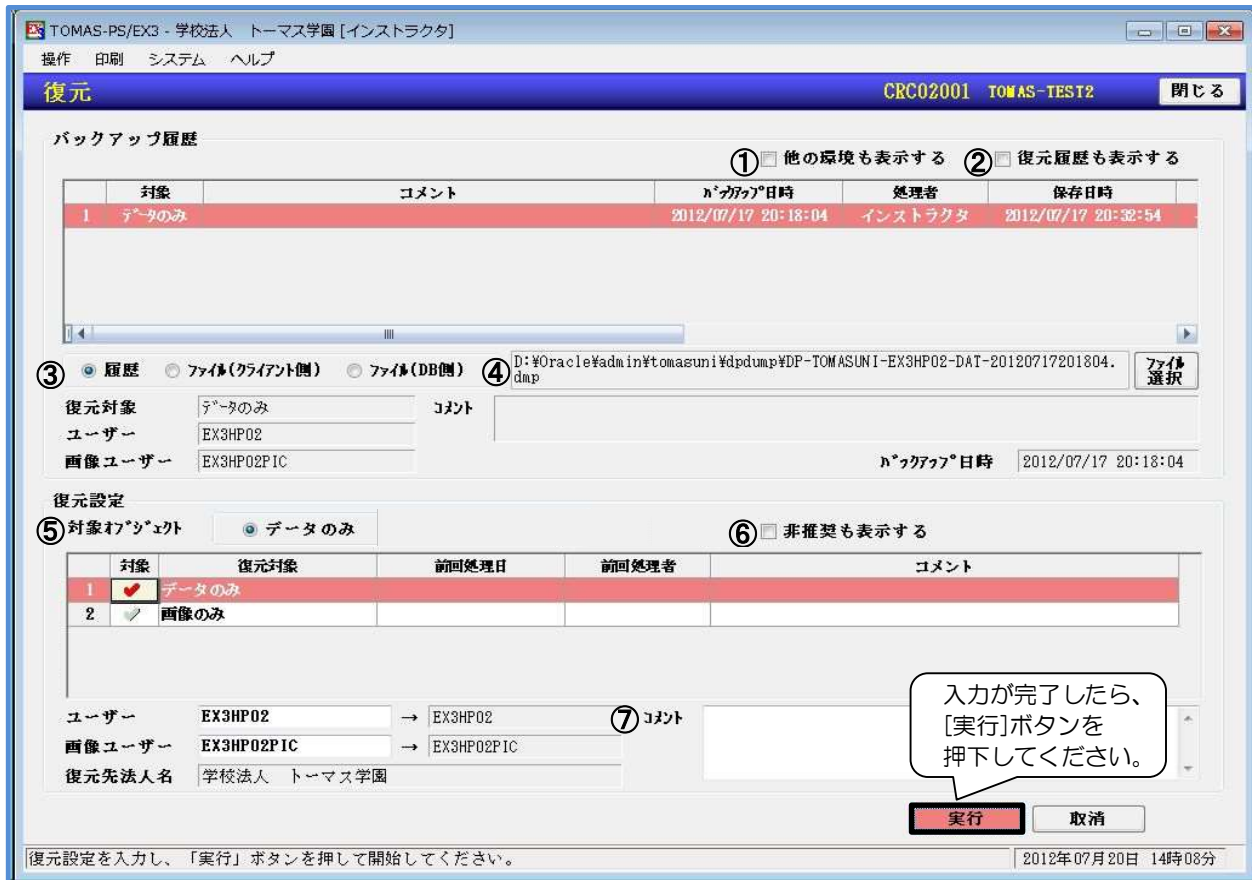 TOMAS-PS/EX3 - 学校法人　トーマス学園 [インストラクタ]
操作　印刷　システム　ヘルプ
復元　CRC02001　TOMAS-TEST2　閉じる
バックアップ履歴
① 他の環境も表示する　② 復元履歴も表示する
対象　コメント　ﾊﾞｯｸｱｯﾌﾟ日時　処理者　保存日時
1　ﾃﾞｰﾀのみ　2012/07/17 20:18:04　インストラクタ　2012/07/17 20:32:54
③ 履歴　ﾌｧｲﾙ(ｸﾗｲｱﾝﾄ側)　ﾌｧｲﾙ(DB側)　④ D:¥Oracle¥admin¥tomasuni¥dpdump¥DP-TOMASUNI-EX3HP02-DAT-20120717201804.
dmp
ﾌｧｲﾙ
選択
復元対象　ﾃﾞｰﾀのみ　ｺﾒﾝﾄ
ユーザー　EX3HP02
画像ユーザー　EX3HP02PIC　ﾊﾞｯｸｱｯﾌﾟ日時　2012/07/17 20:18:04
復元設定
⑤ 対象ｵﾌﾞｼﾞｪｸﾄ　データのみ　⑥ 非推奨も表示する
対象　復元対象　前回処理日　前回処理者　コメント
1　データのみ
2　画像のみ
ユーザー　EX3HP02　→　EX3HP02　⑦ ｺﾒﾝﾄ
画像ユーザー　EX3HP02PIC　→　EX3HP02PIC
復元先法人名　学校法人　トーマス学園
入力が完了したら、
[実行]ボタンを
押下してください。
実行　取消
復元設定を入力し、「実行」ボタンを押して開始してください。　2012年07月20日　14時08分